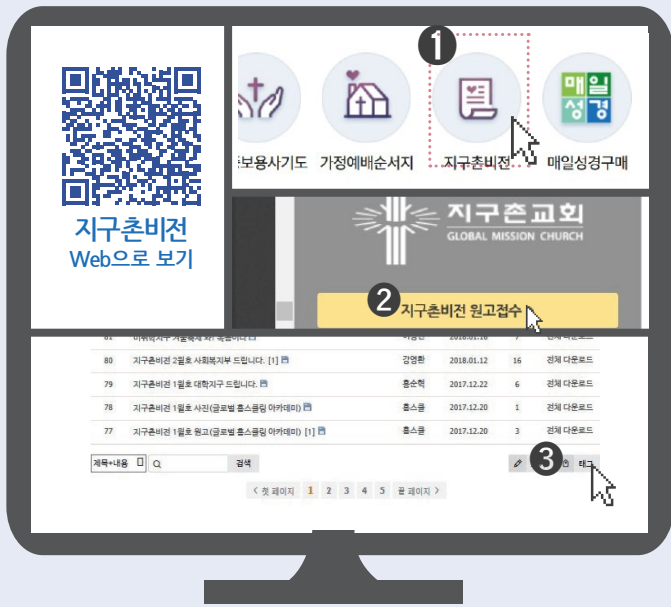 지구촌비전
Web으로 보기
1
중보용사기도 가정예배순서지 지구촌비전 매일성경구매
매일
성경
지구촌교회
GLOBAL MISSION CHURCH
2 지구촌비전 원고접수
80 지구촌비전 2월호 사회복지부 드립니다. [1] 강영환 2018.01.12 16 전체 다운로드
79 지구촌비전 1월호 대학지구 드립니다. 홍순혁 2017.12.22 6 전체 다운로드
78 지구촌비전 1월호 사진(글로벌 홈스쿨링 아카데미) 홈스쿨 2017.12.20 1 전체 다운로드
77 지구촌비전 1월호 원고(글로벌 홈스쿨링 아카데미) [1] 홈스쿨 2017.12.20 3 전체 다운로드
제목+내용 검색 3 태그
< 첫 페이지 1 2 3 4 5 끝 페이지 >